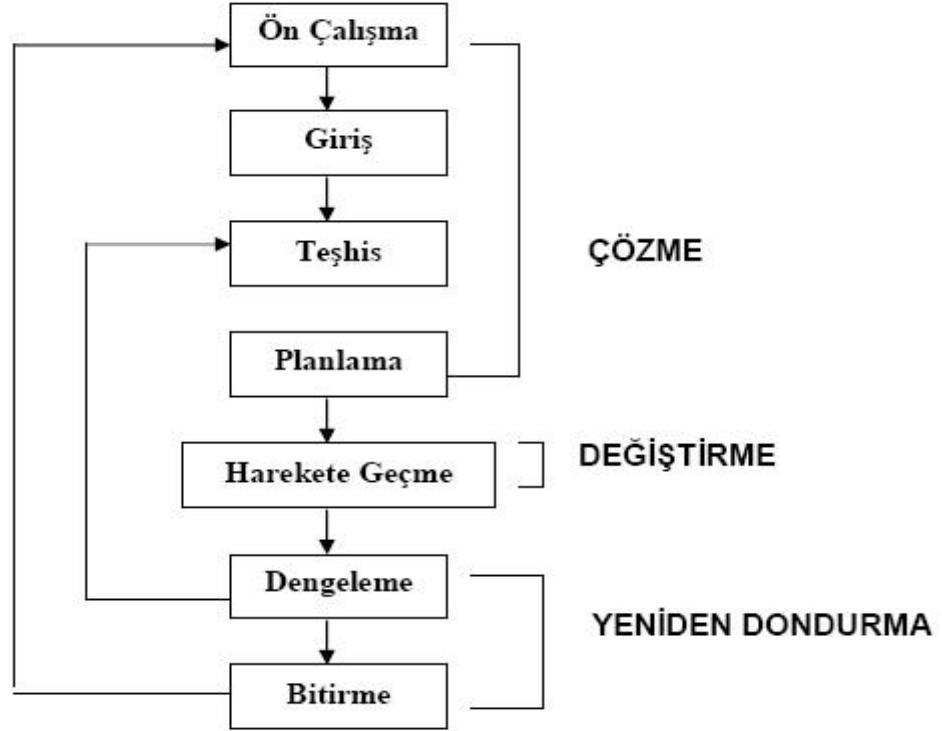 Ön Çalışma
Giriş
Teşhis
ÇÖZME
Planlama
DEĞİŞTİRME
Harekete Geçme
Dengeleme
YENİDEN DONDURMA
Bitirme